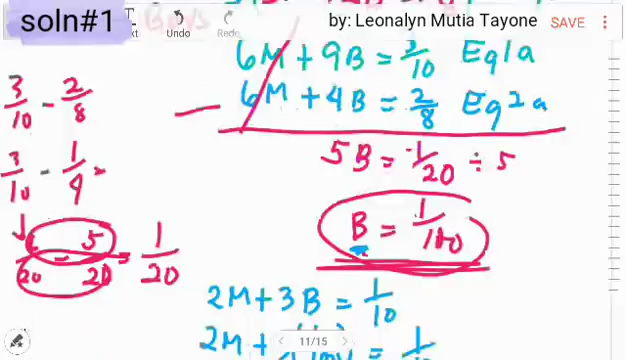 soln#1
Undo
Redo
by: Leonalyn Mutia Tayone
SAVE
6M + 9B = 3/10 Eq1a
6M + 4B = 2/8 Eq2a
5B = 1/20 ÷ 5
B = 1/100
3/10 - 2/8
3/10 - 1/4 =
5
20 - 20 = 1/20
2M + 3B = 1/10
11/15
2M +